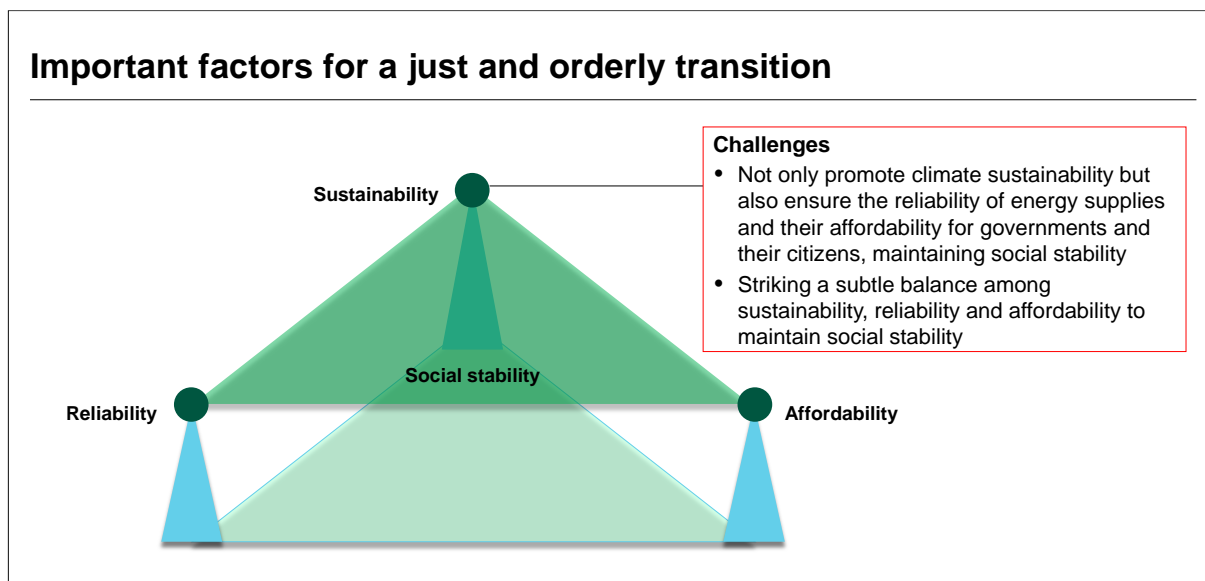 Important factors for a just and orderly transition
Challenges
• Not only promote climate sustainability but
also ensure the reliability of energy supplies
and their affordability for governments and
their citizens, maintaining social stability
• Striking a subtle balance among
sustainability, reliability and affordability to
maintain social stability
Sustainability
Social stability
Reliability
Affordability